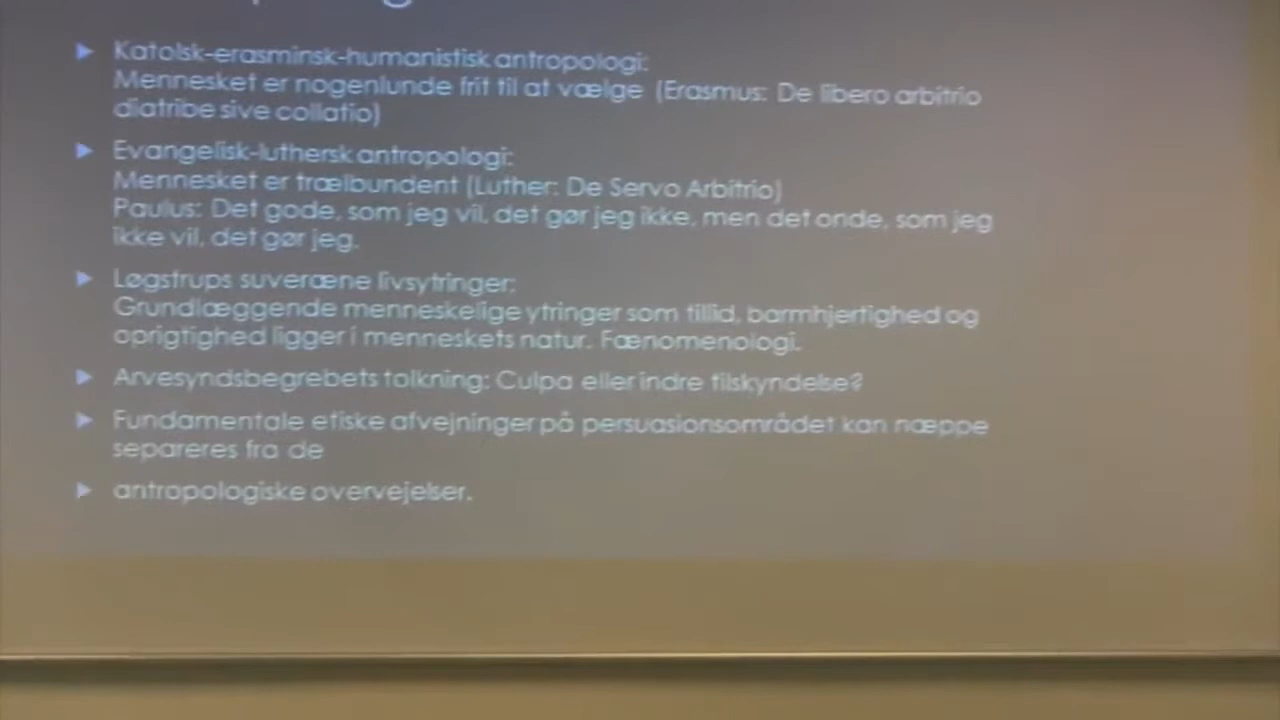 Katolsk-erasminsk-humanistisk antropologi:
Mennesket er nogenlunde frit til at vælge (Erasmus: De libero arbitrio
diatribe sive collatio)
Evangelisk-luthersk antropologi:
Mennesket er trælbundent (Luther: De Servo Arbitrio)
Paulus: Det gode, som jeg vil, det gør jeg ikke, men det onde, som jeg
ikke vil, det gør jeg.
Løgstrups suveræne livsytringer:
Grundlæggende menneskelige ytringer som tillid, barmhjertighed og
oprigtighed ligger i menneskets natur. Fænomenologi.
Arvesyndsbegrebets tolkning: Culpa eller indre tilskyndelse?
Fundamentale etiske afvejninger på persuasionsområdet kan næppe
separeres fra de
antropologiske overvejelser.